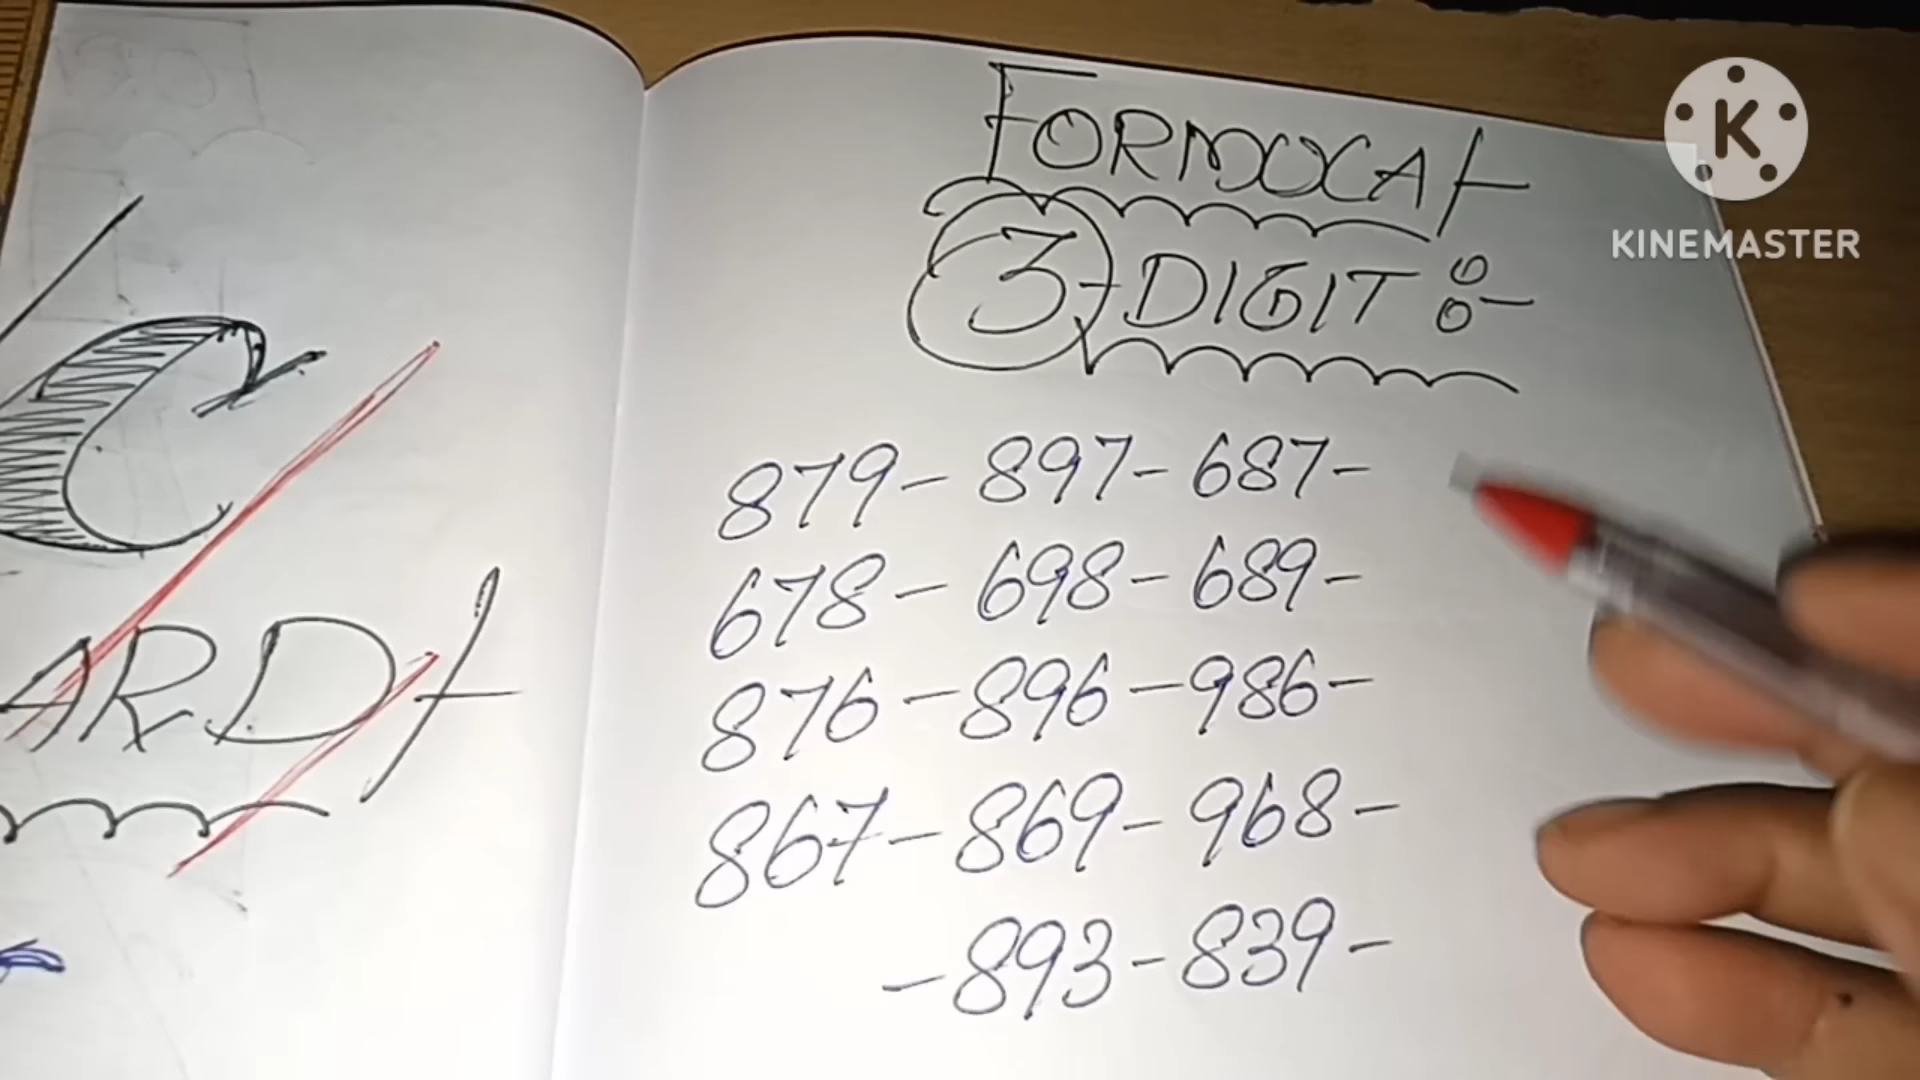 FORMOCAT
3-DIGIT :-
879-897-687-
678-698-689-
876-896-986-
867-869-968-
-893-839-
C
ARD
K
KINEMASTER